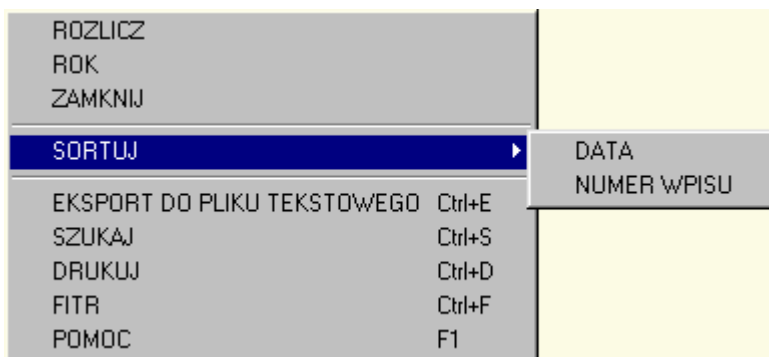 ROZLICZ
ROK
ZAMKNIJ
SORTUJ
DATA
NUMER WPISU
EKSPORT DO PLIKU TEKSTOWEGO Ctrl+E
SZUKAJ Ctrl+S
DRUKUJ Ctrl+D
FITR Ctrl+F
POMOC F1